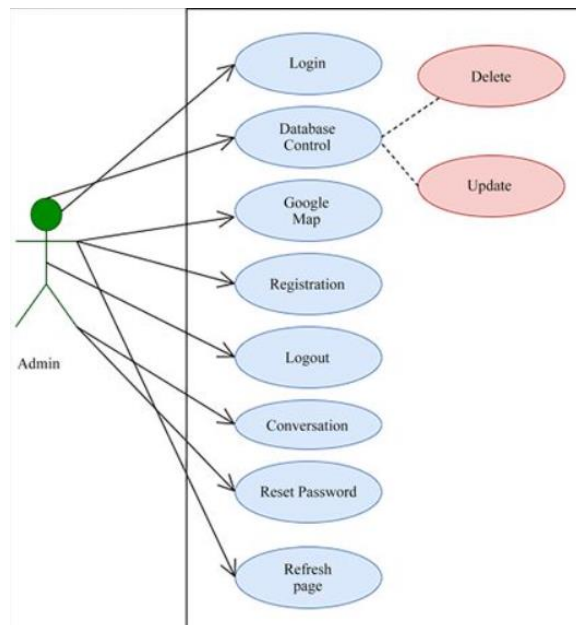 Login
Delete
Database
Control
Update
Google
Map
Registration
Admin
Logout
Conversation
Reset Password
Refresh
page